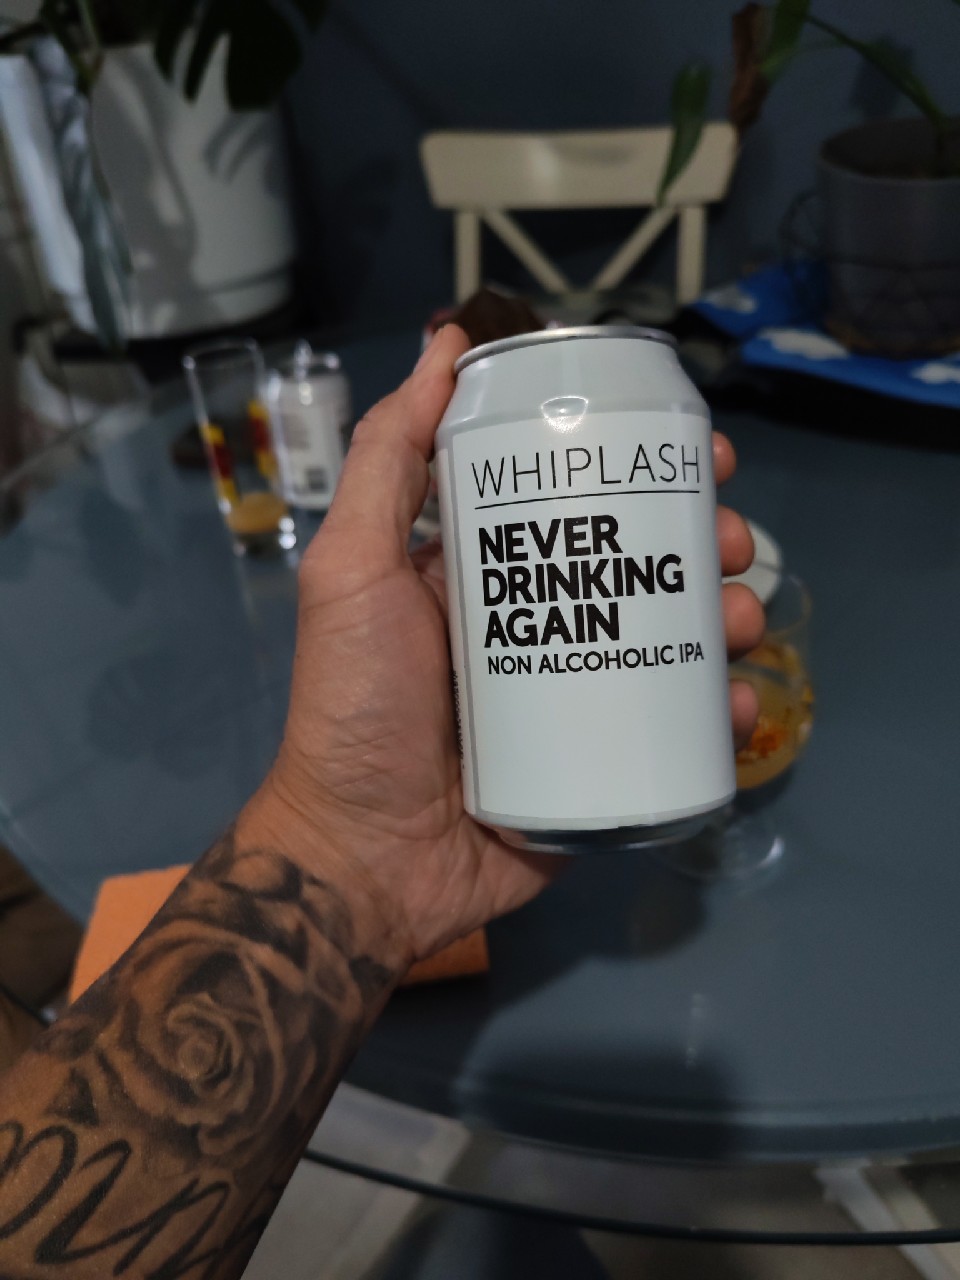 WHIPLASH
NEVER
DRINKING
AGAIN
NON ALCOHOLIC IPA